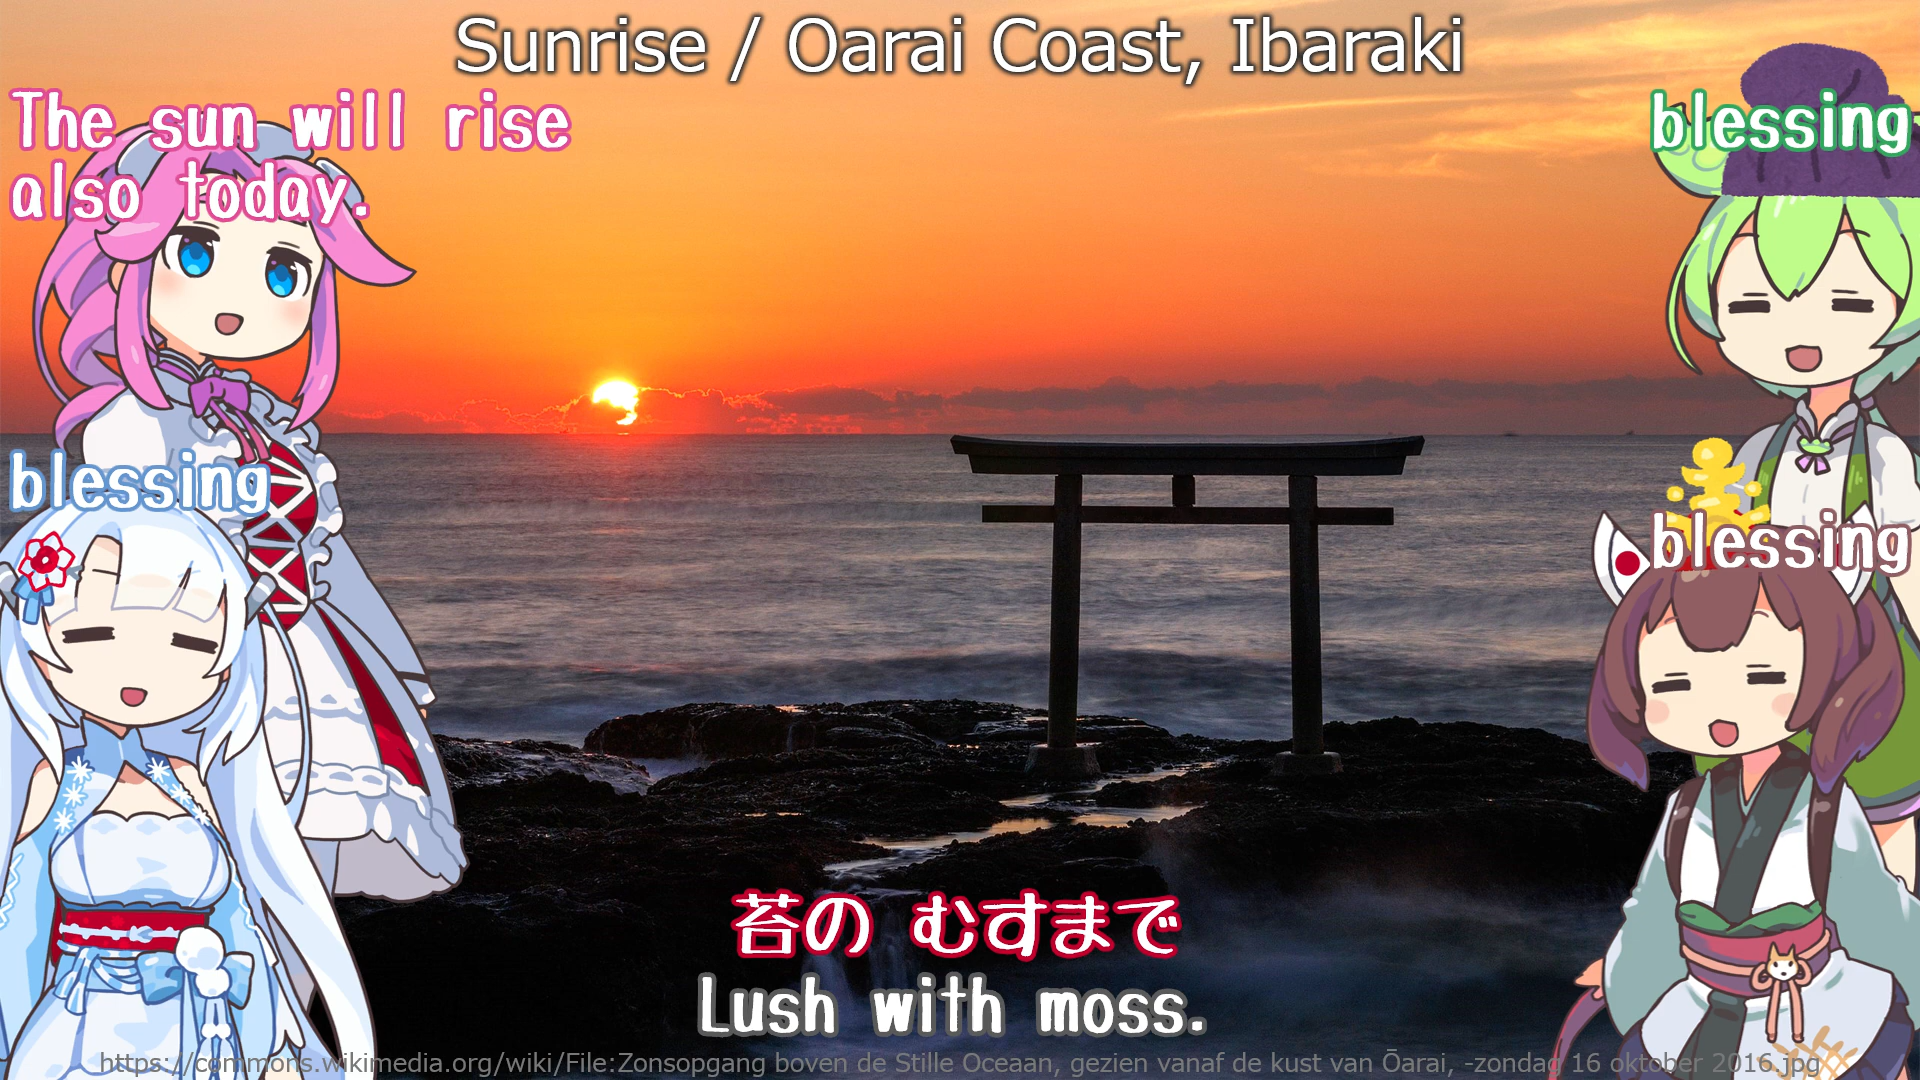 Sunrise / Oarai Coast, Ibaraki
The sun will rise
also today.
blessing
blessing
blessing
苔の むすまで
Lush with moss.
https://commons.wikimedia.org/wiki/File:Zonsopgang boven de Stille Oceaan, gezien vanaf de kust van Ōarai, -zondag 16 oktober 2016.jpg